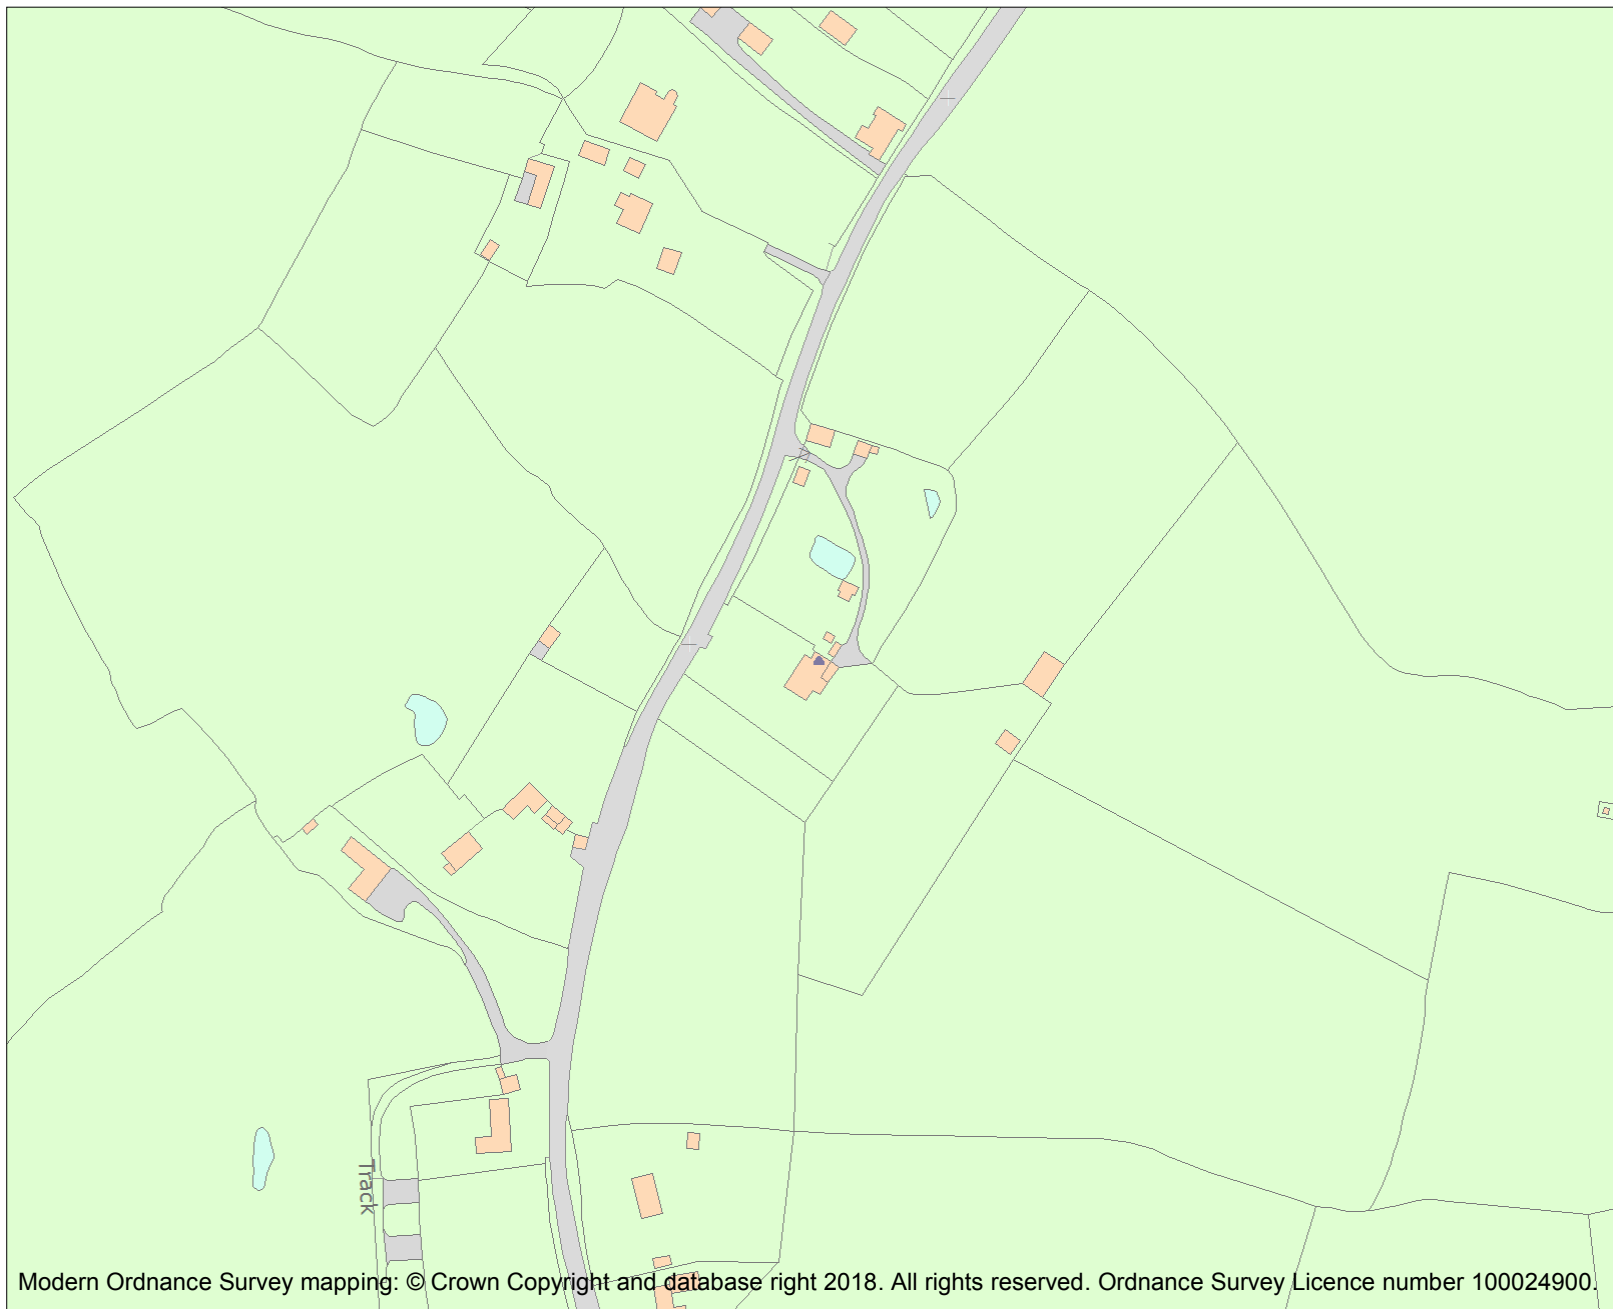 Track
Modern Ordnance Survey mapping: © Crown Copyright and database right 2018. All rights reserved. Ordnance Survey Licence number 100024900.